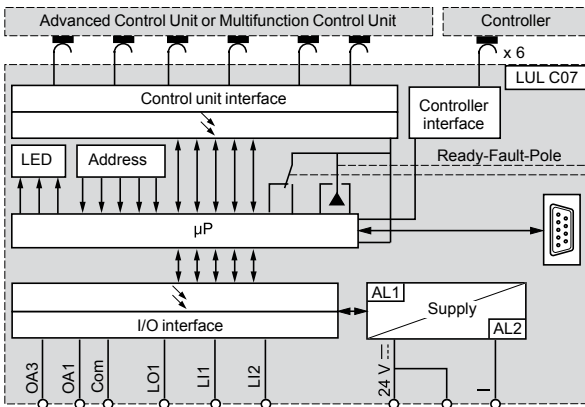 Advanced Control Unit or Multifunction Control Unit
Controller
x 6
LUL C07
Control unit interface
Controller
interface
LED
Address
Ready-Fault-Pole
µP
AL1
Supply
AL2
I/O interface
OA3
OA1
Com
LO1
LI1
LI2
24 V